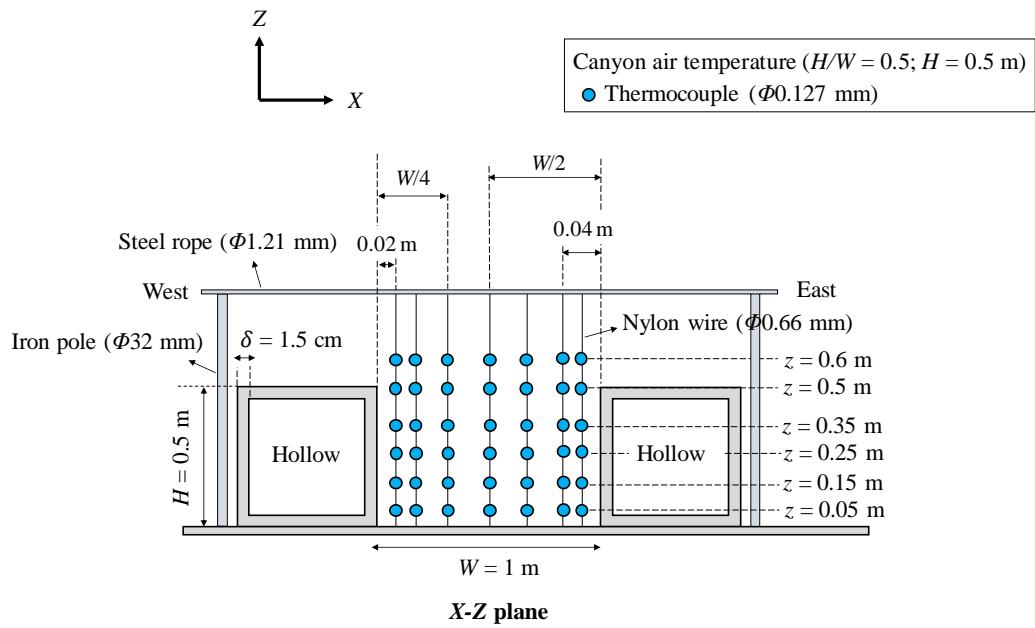 Z
X
Canyon air temperature (H/W = 0.5; H = 0.5 m)
Thermocouple (Φ0.127 mm)
W/4
W/2
0.02 m
0.04 m
Steel rope (Φ1.21 mm)
West
East
Iron pole (Φ32 mm)
Nylon wire (Φ0.66 mm)
δ = 1.5 cm
z = 0.6 m
z = 0.5 m
z = 0.35 m
z = 0.25 m
z = 0.15 m
z = 0.05 m
H = 0.5 m
Hollow
Hollow
W = 1 m
X-Z plane